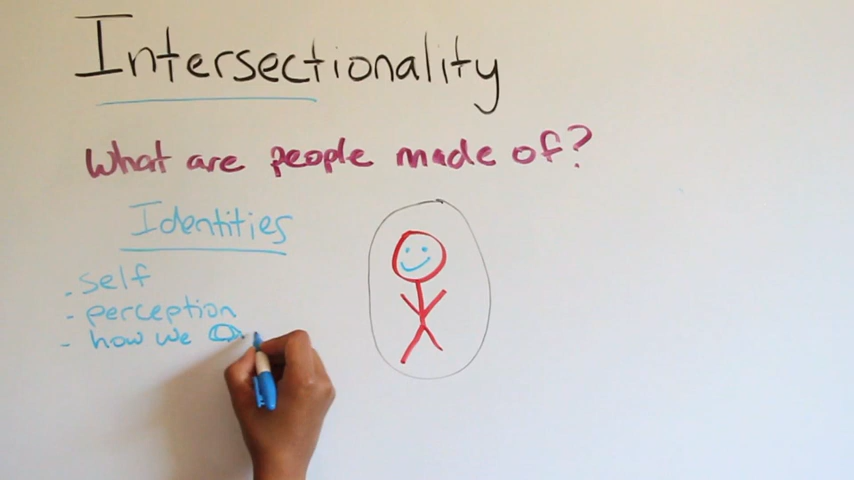 Intersectionality
What are people made of?
Identities
- self
- perception
- how we